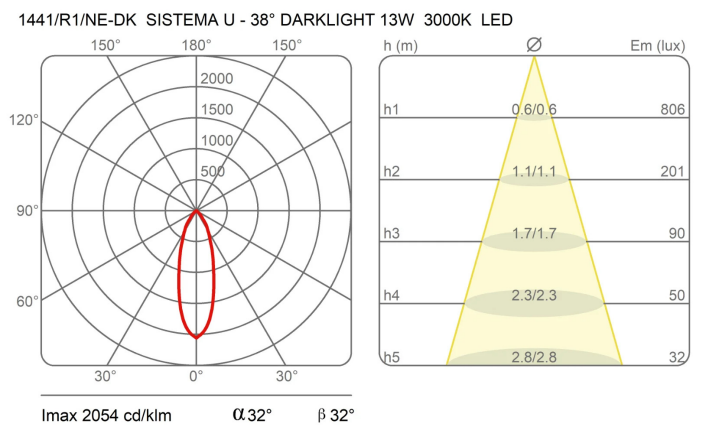 1441/R1/NE-DK SISTEMA U - 38° DARKLIGHT 13W 3000K LED
150° 180° 150°
2000
1500
1000
500
120°
90°
60°
30° 0° 30°
Imax 2054 cd/klm α 32° β 32°
h (m) Ø Em (lux)
h1 0.6/0.6 806
h2 1.1/1.1 201
h3 1.7/1.7 90
h4 2.3/2.3 50
h5 2.8/2.8 32